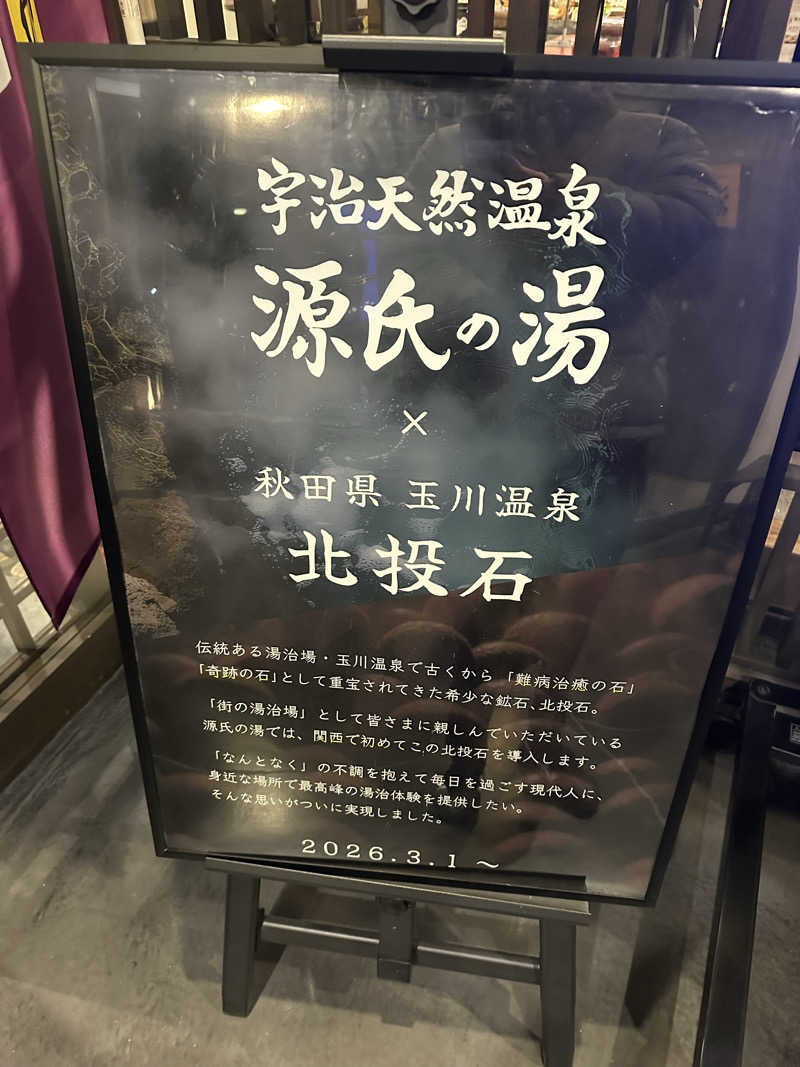 宇治天然温泉
源氏の湯
×
秋田県 玉川温泉
北投石
伝統ある湯治場・玉川温泉で古くから「難病治癒の石」
「奇跡の石」として重宝されてきた希少な鉱石、北投石。
「街の湯治場」として皆さまに親しんでいただいている
源氏の湯では、関西で初めてこの北投石を導入します。
「なんとなく」の不調を抱えて毎日を過ごす現代人に、
身近な場所で最高峰の湯治体験を提供したい。
そんな思いがついに実現しました。
2026.3.1～